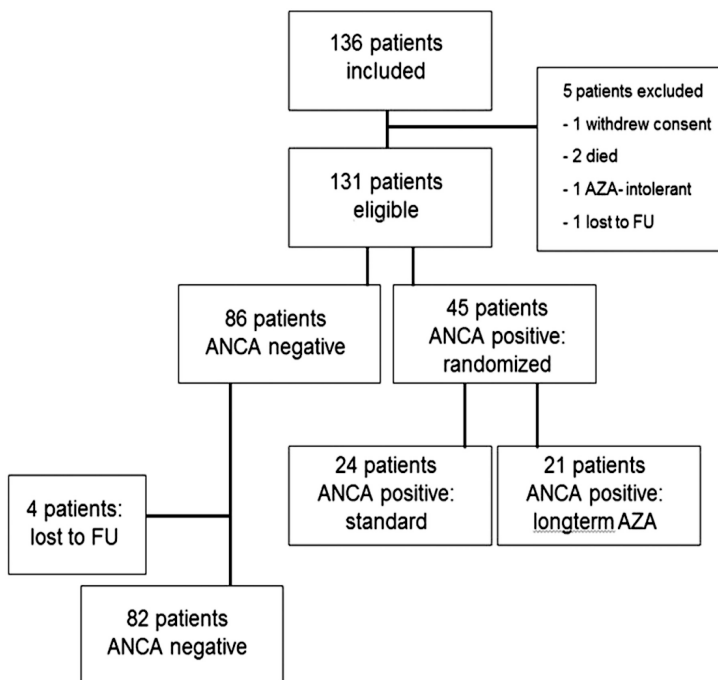 136 patients
included
5 patients excluded
- 1 withdrew consent
- 2 died
- 1 AZA- intolerant
- 1 lost to FU
131 patients
eligible
86 patients
ANCA negative
45 patients
ANCA positive:
randomized
24 patients
ANCA positive:
standard
21 patients
ANCA positive:
longterm AZA
4 patients:
lost to FU
82 patients
ANCA negative